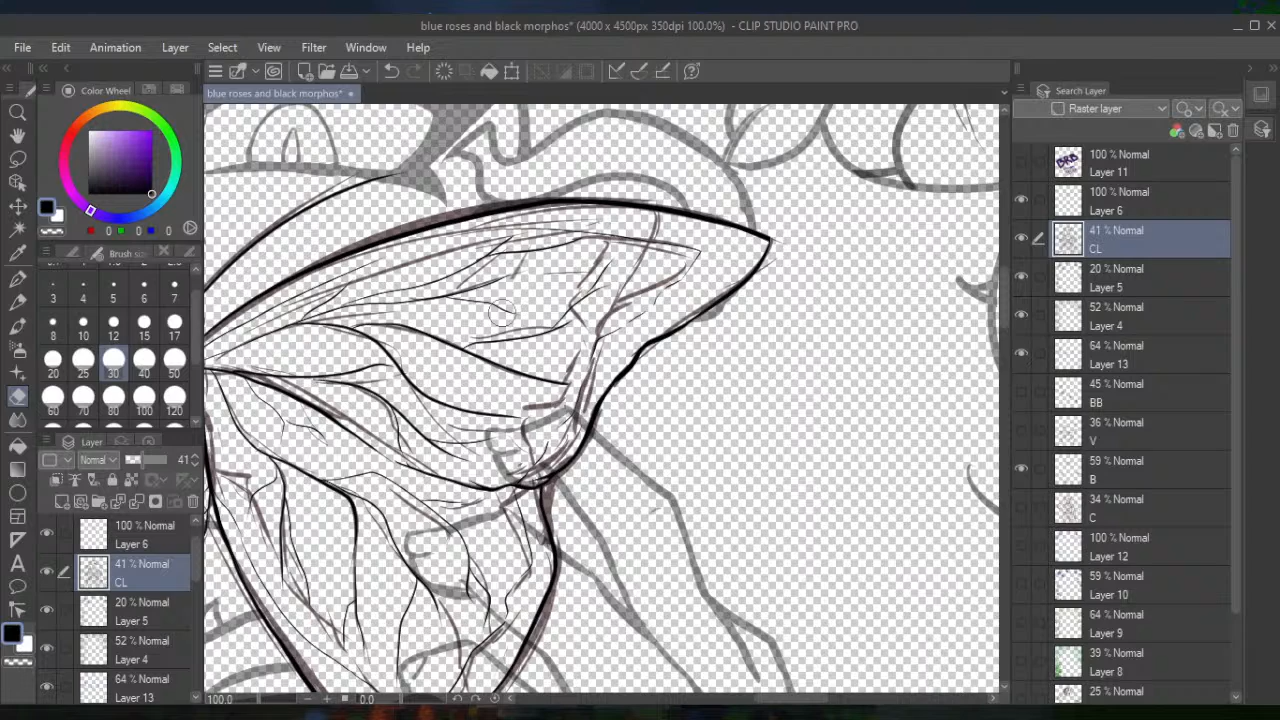 blue roses and black morphos* (4000 x 4500px 350dpi 100.0%) - CLIP STUDIO PAINT PRO
File Edit Animation Layer Select View Filter Window Help
blue roses and black morphos*
Color Wheel
0 0 0
Brush size
3 4 5 6 7
8 10 12 15 17
20 25 30 40 50
60 70 80 100 120
Layer
Normal 41
100 % Normal
Layer 6
41 % Normal
CL
20 % Normal
Layer 5
52 % Normal
Layer 4
64 % Normal
Layer 13
100.0 0.0
Search Layer
Raster layer
100 % Normal
Layer 11
100 % Normal
Layer 6
41 % Normal
CL
20 % Normal
Layer 5
52 % Normal
Layer 4
64 % Normal
Layer 13
45 % Normal
BB
36 % Normal
V
59 % Normal
B
34 % Normal
C
100 % Normal
Layer 12
59 % Normal
Layer 10
64 % Normal
Layer 9
39 % Normal
Layer 8
25 % Normal